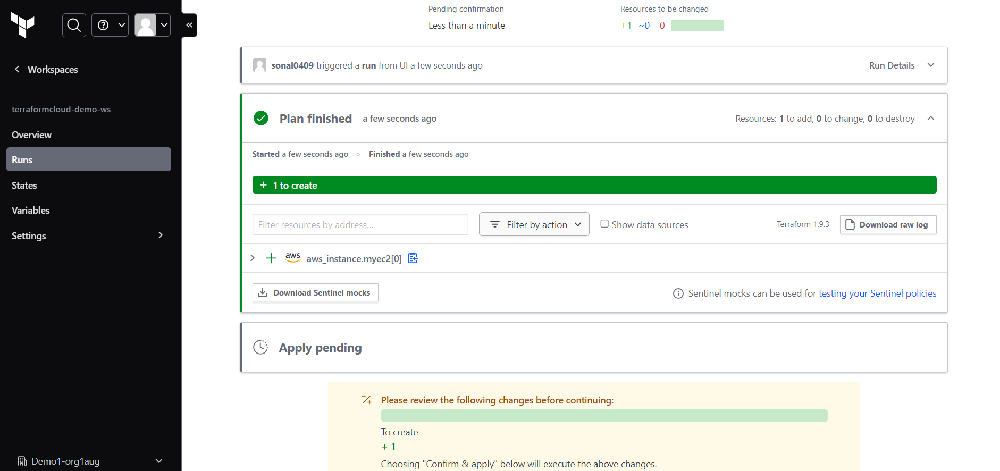 Workspaces
terraformcloud-demo-ws
Overview
Runs
States
Variables
Settings
Demo1-org1aug
Pending confirmation
Less than a minute
Resources to be changed
+1 ~0 -0
sonal0409 triggered a run from UI a few seconds ago
Run Details
Plan finished a few seconds ago
Resources: 1 to add, 0 to change, 0 to destroy
Started a few seconds ago > Finished a few seconds ago
+ 1 to create
Filter resources by address...
Filter by action
Show data sources
Terraform 1.9.3
Download raw log
aws aws_instance.myec2[0]
Download Sentinel mocks
Sentinel mocks can be used for testing your Sentinel policies
Apply pending
Please review the following changes before continuing:
To create
+ 1
Choosing "Confirm & apply" below will execute the above changes.